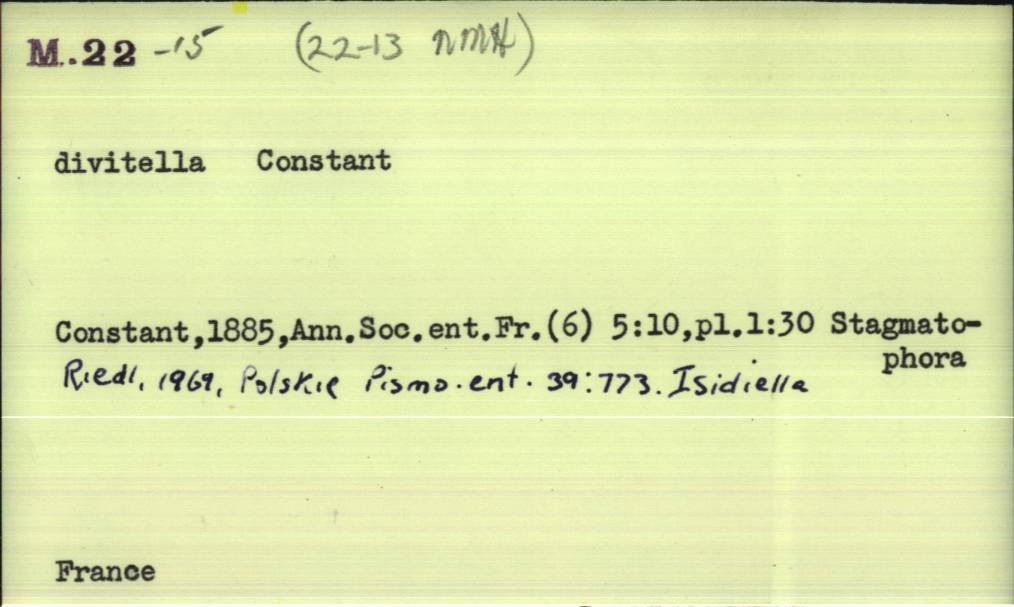 M.22 -15 (22-13 NMH)
divitella Constant
Constant,1885,Ann.Soc.ent.Fr.(6) 5:10,pl.1:30 Stagmato-
phora
Riedl, 1969, Polskie Pismo. ent. 39:773. Isidiella
France